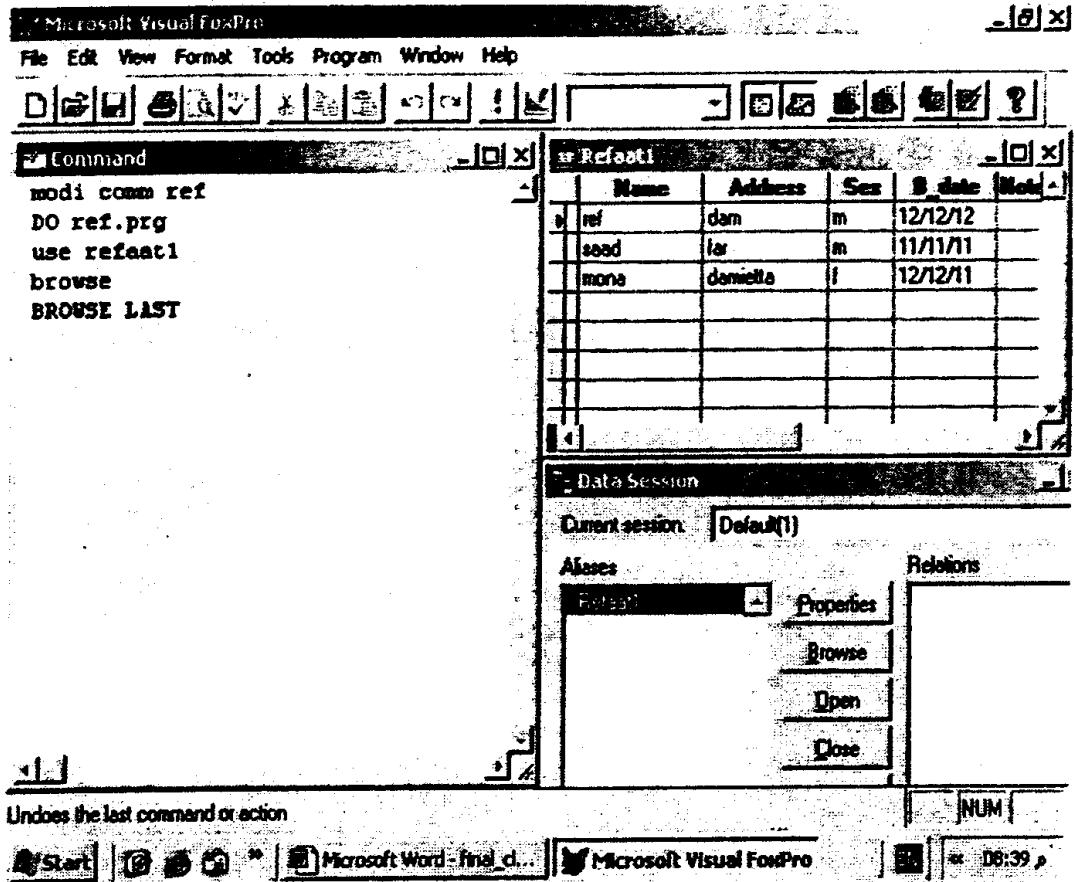 Microsoft Visual FoxPro
File Edit View Format Tools Program Window Help
Command
modi comm ref
DO ref.prg
use refaat1
browse
BROWSE LAST
Refaat1
Name Address Sex B_date
ref dam m 12/12/12
saad far m 11/11/11
mona damietta f 12/12/11
Data Session
Current session: Default(1)
Aliases
Relations
Refaat1
Properties
Browse
Open
Close
Undoes the last command or action
NUM
Start
Microsoft Word - final_cl...
Microsoft Visual FoxPro
08:39 م